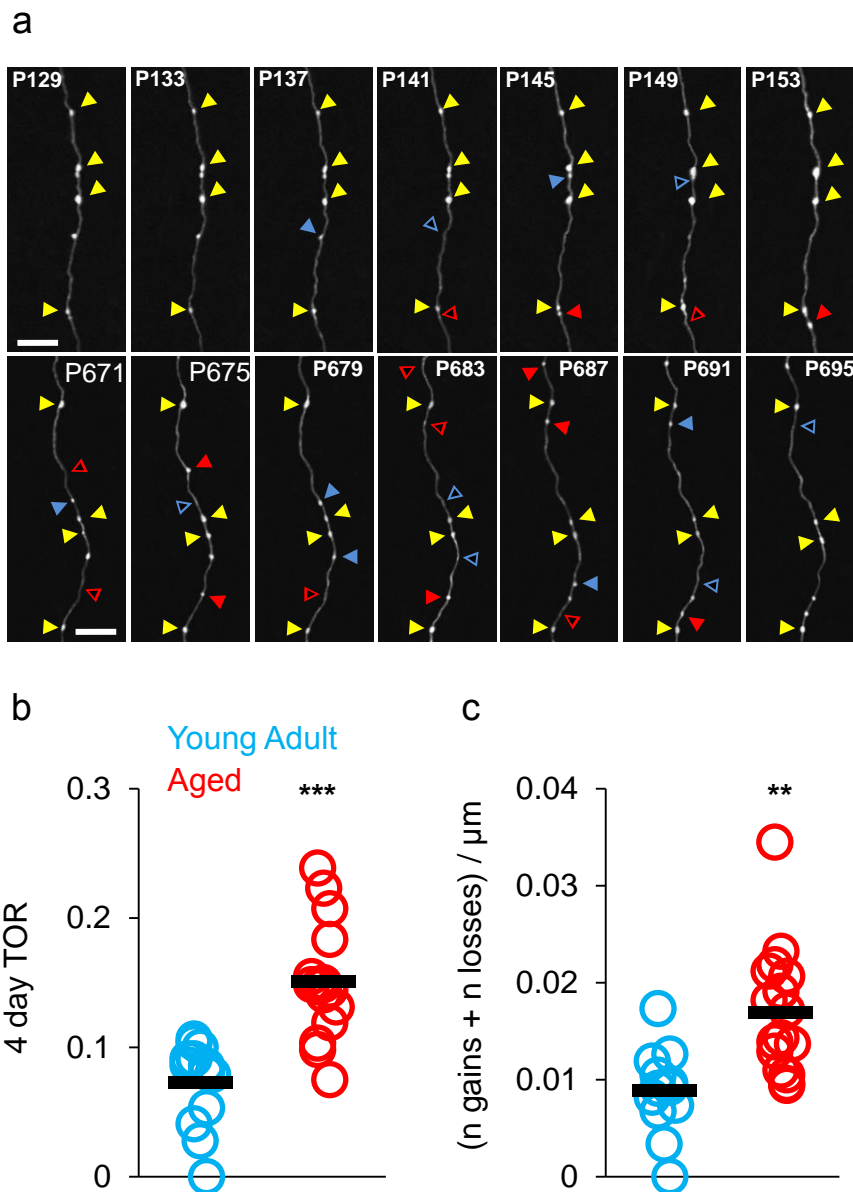 a
P129 P133 P137 P141 P145 P149 P153
P671 P675 P679 P683 P687 P691 P695
b
c
Young Adult
Aged
4 day TOR
0.3
0.2
0.1
0
***
(n gains + n losses) / µm
0.04
0.03
0.02
0.01
0
**